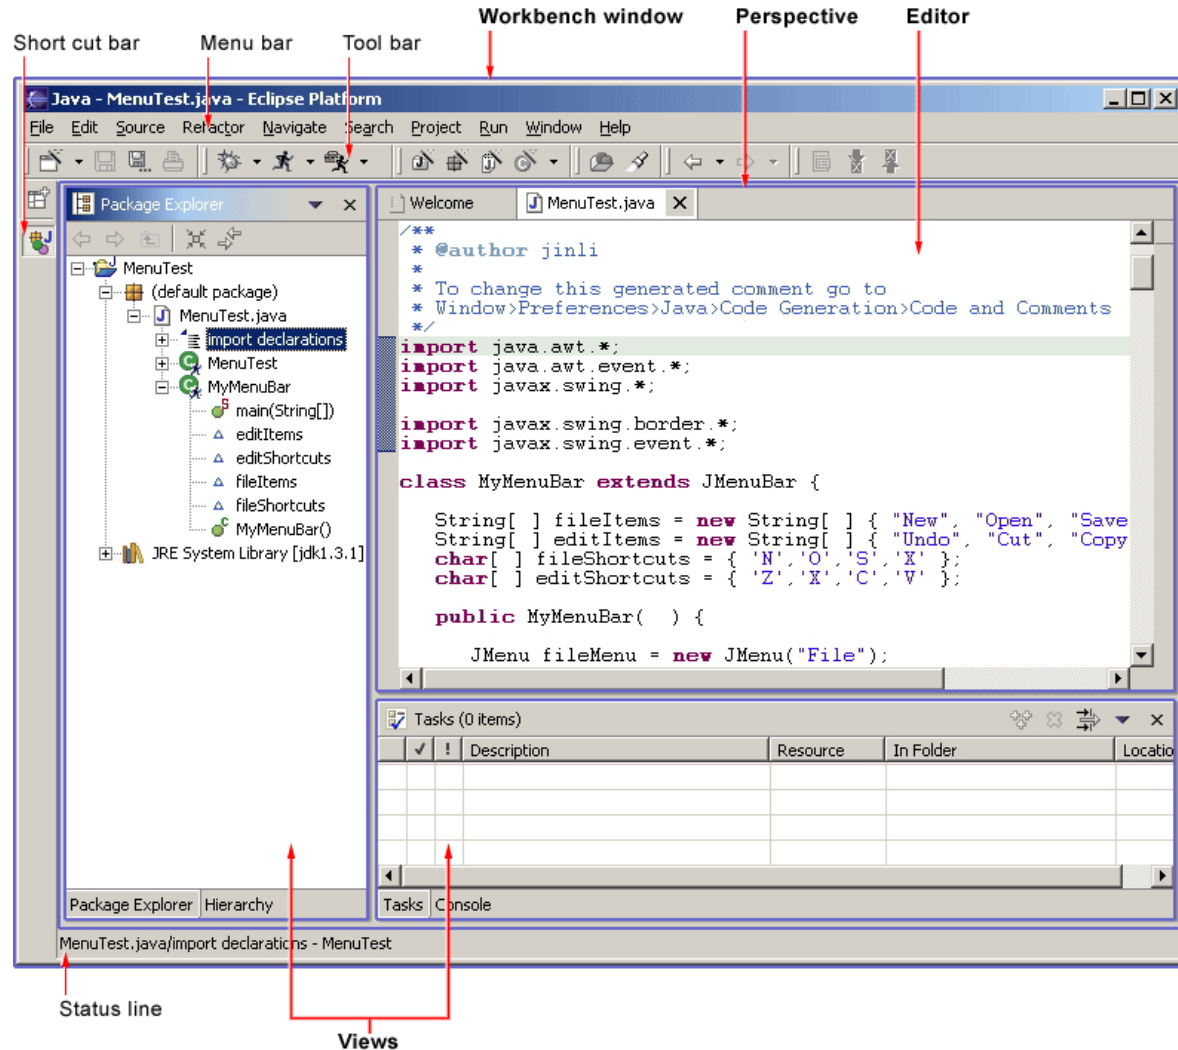 Workbench window Perspective Editor
Short cut bar Menu bar Tool bar
Java - MenuTest.java - Eclipse Platform
File Edit Source Refactor Navigate Search Project Run Window Help
Package Explorer
Welcome MenuTest.java
MenuTest
(default package)
MenuTest.java
import declarations
MenuTest
MyMenuBar
main(String[])
editItems
editShortcuts
fileItems
fileShortcuts
MyMenuBar()
JRE System Library [jdk1.3.1]
/**
* @author jinli
*
* To change this generated comment go to
* Window>Preferences>Java>Code Generation>Code and Comments
*/
import java.awt.*;
import java.awt.event.*;
import javax.swing.*;
import javax.swing.border.*;
import javax.swing.event.*;
class MyMenuBar extends JMenuBar {
String[ ] fileItems = new String[ ] { "New", "Open", "Save
String[ ] editItems = new String[ ] { "Undo", "Cut", "Copy
char[ ] fileShortcuts = { 'N','O','S','X' };
char[ ] editShortcuts = { 'Z','X','C','V' };
public MyMenuBar( ) {
JMenu fileMenu = new JMenu("File");
Tasks (0 items)
! Description Resource In Folder Locatio
Package Explorer Hierarchy
Tasks Console
MenuTest.java/import declarations - MenuTest
Status line
Views